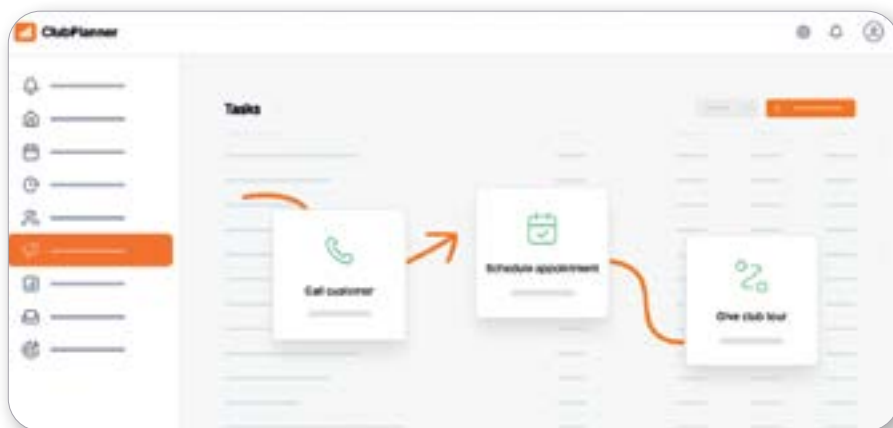 ClubPlanner
Tasks
Call customer
Schedule appointment
Give club tour